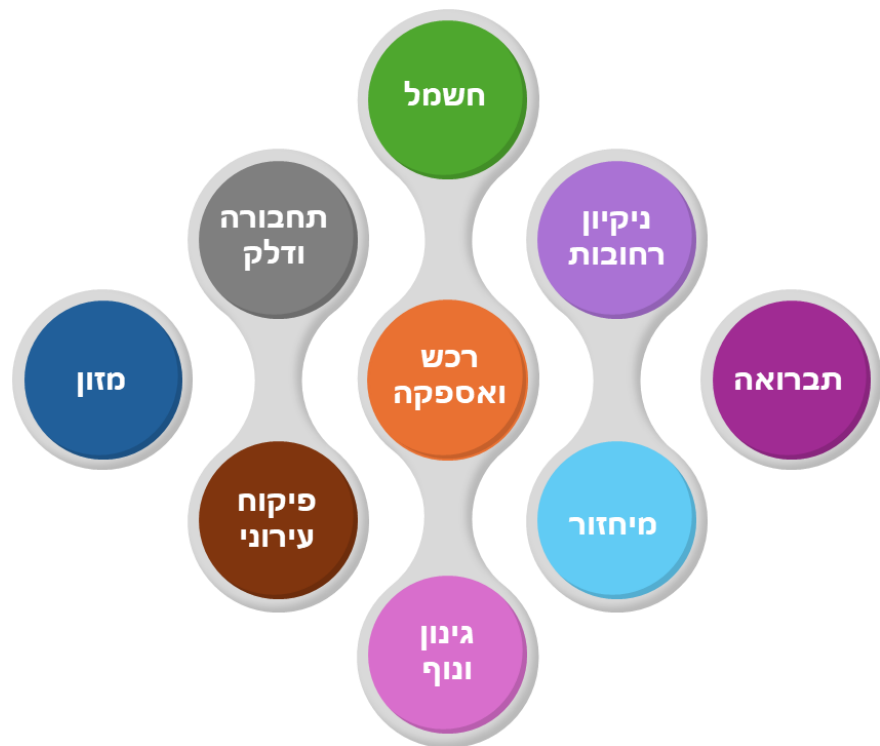 חשמל
ניקיון
רחובות
תחבורה
ודלק
תברואה
רכש
ואספקה
מזון
מיחזור
פיקוח
עירוני
גינון
ונוף